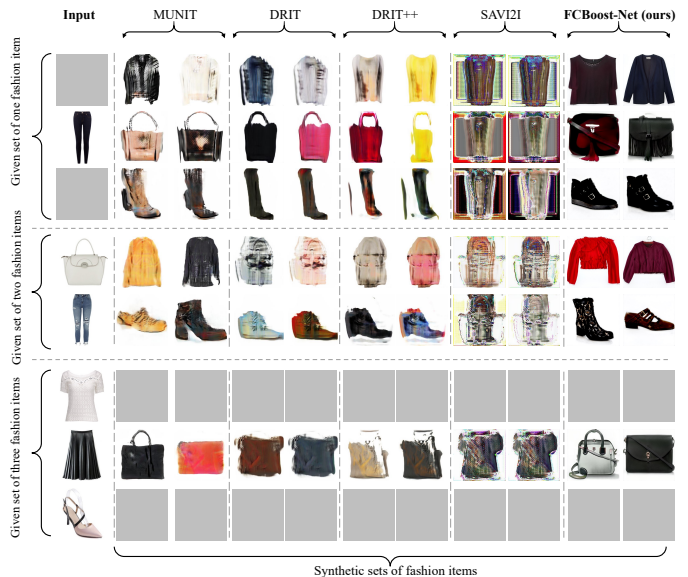 Input
MUNIT
DRIT
DRIT++
SAVI2I
FCBoost-Net (ours)
Given set of one fashion item
Given set of two fashion items
Given set of three fashion items
Synthetic sets of fashion items